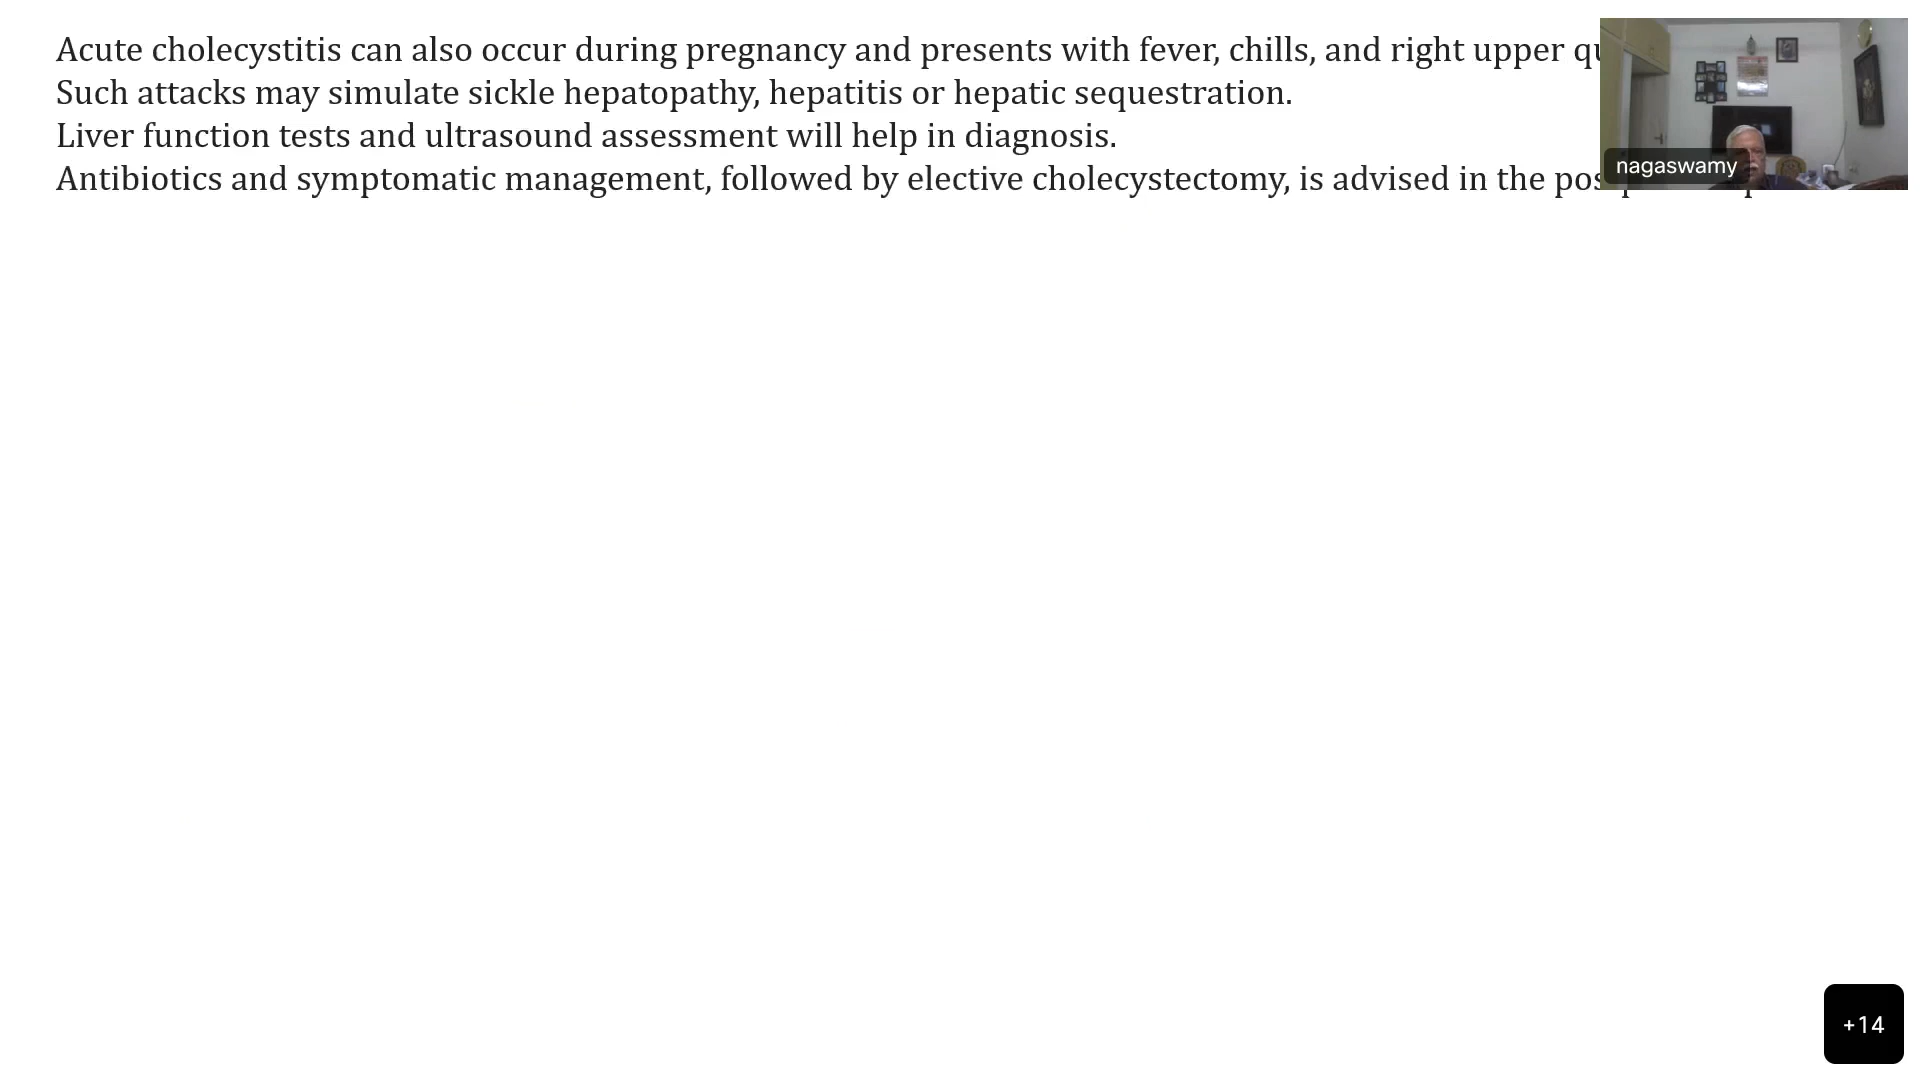 Acute cholecystitis can also occur during pregnancy and presents with fever, chills, and right upper
Such attacks may simulate sickle hepatopathy, hepatitis or hepatic sequestration.
Liver function tests and ultrasound assessment will help in diagnosis.
Antibiotics and symptomatic management, followed by elective cholecystectomy, is advised in the
nagaswamy
+14